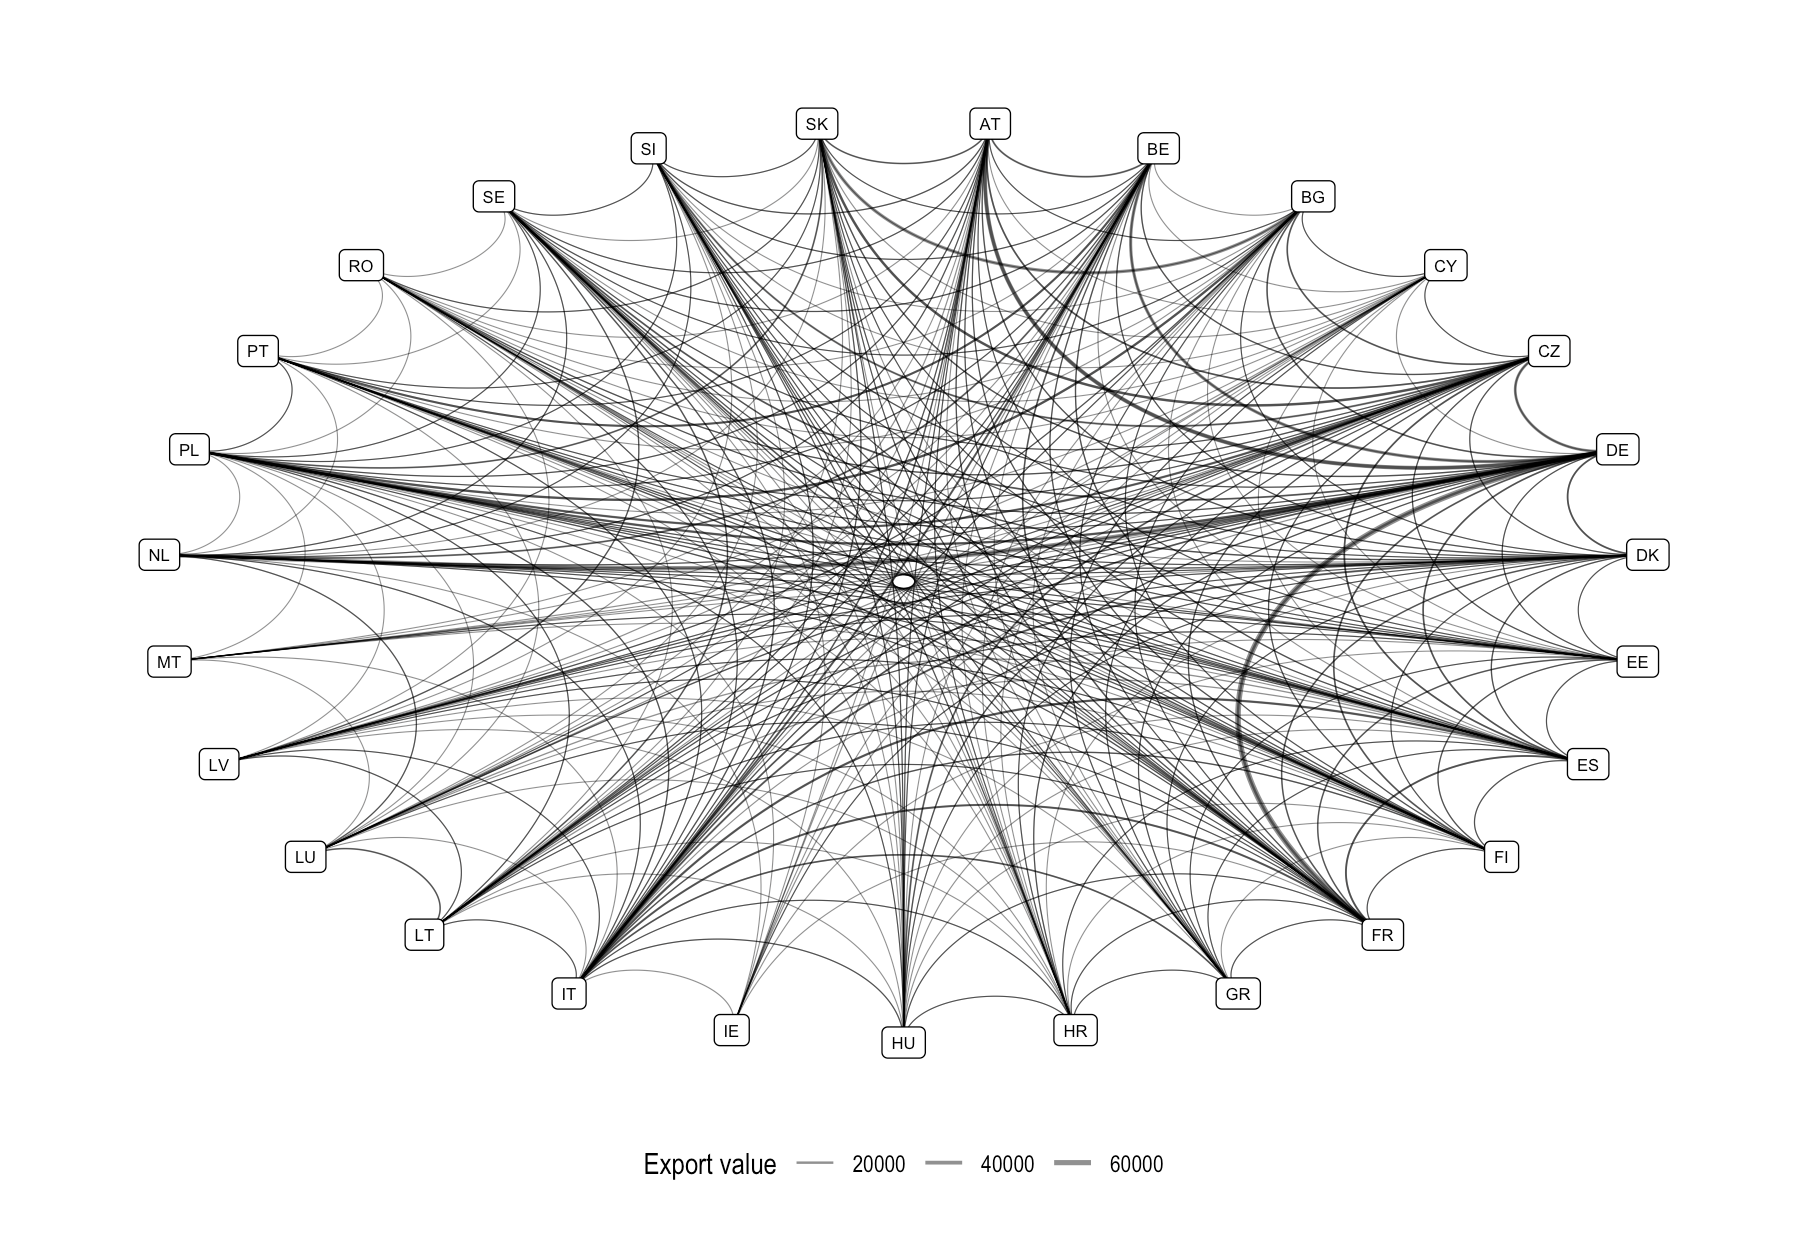 SK AT
SI BE
SE BG
RO CY
PT CZ
PL DE
NL DK
MT EE
LV ES
LU FI
LT FR
IT GR
IE HR
HU
Export value 20000 40000 60000